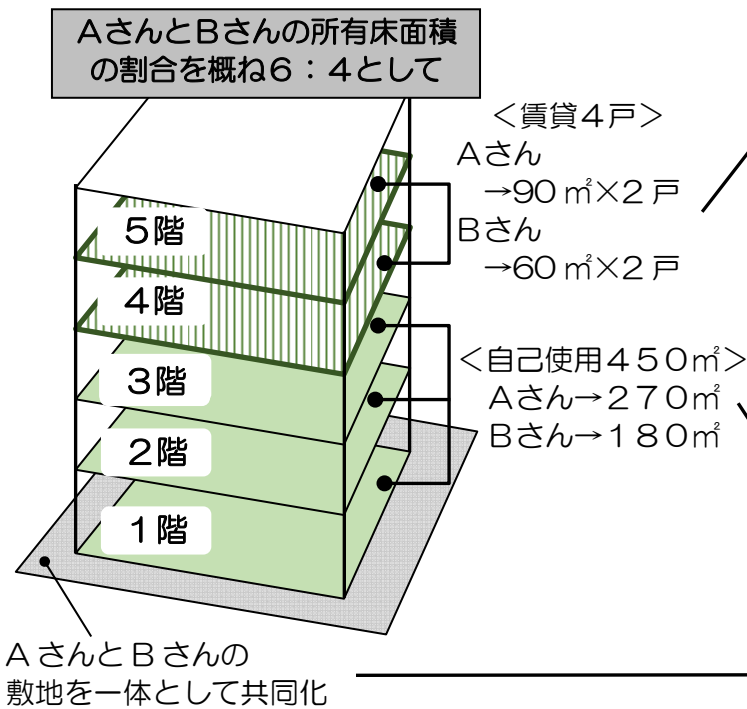 AさんとBさんの所有床面積
の割合を概ね6：4として
＜賃貸4戸＞
Aさん
→90㎡×2戸
Bさん
→60㎡×2戸
5階
4階
3階
2階
1階
＜自己使用450㎡＞
Aさん→270㎡
Bさん→180㎡
AさんとBさんの
敷地を一体として共同化